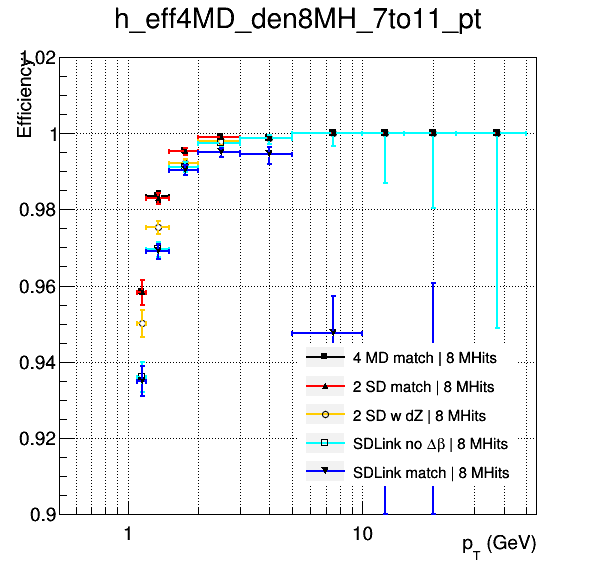 h_eff4MD_den8MH_7to11_pt
Efficiency
1.02
1
0.98
0.96
0.94
0.92
0.9
4 MD match | 8 MHits
2 SD match | 8 MHits
2 SD w dZ | 8 MHits
SDLink no Δβ | 8 MHits
SDLink match | 8 MHits
1
10
p_T (GeV)